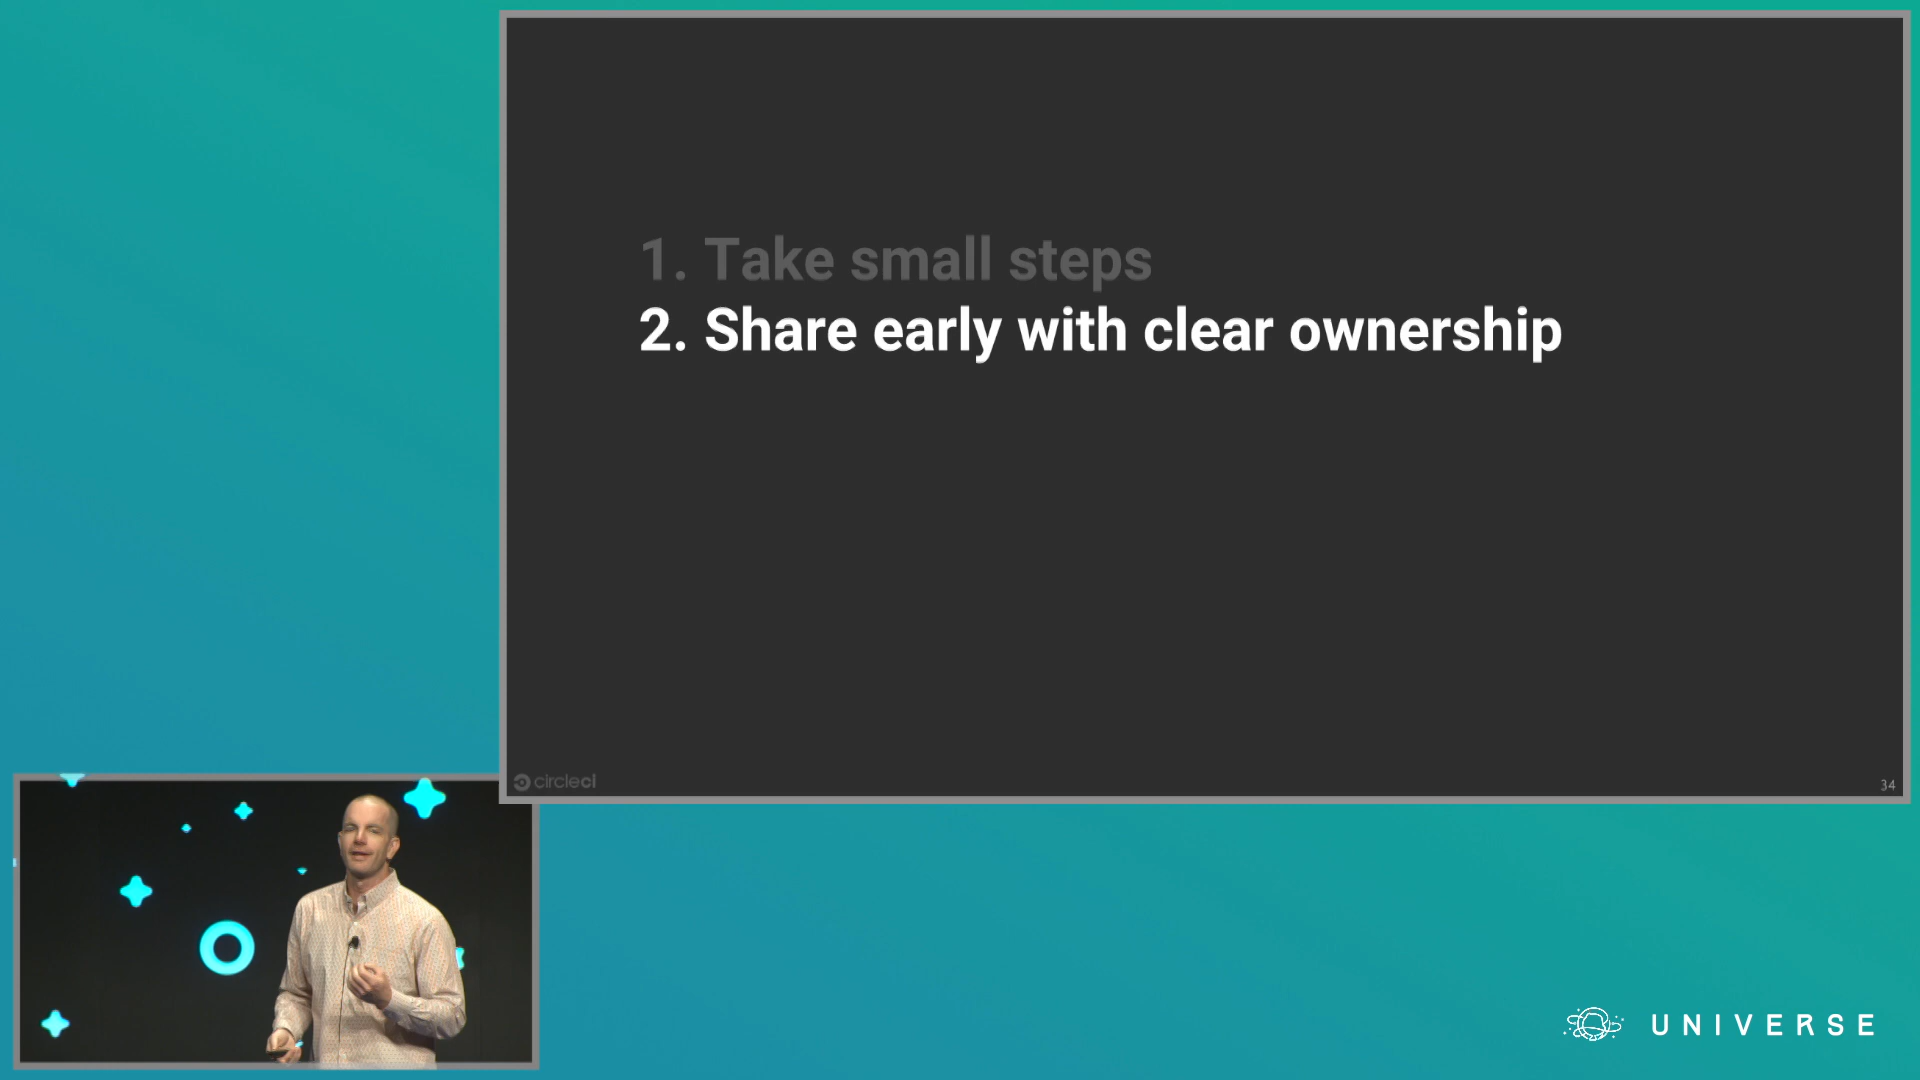 1. Take small steps
2. Share early with clear ownership
circleci
34
UNIVERSE